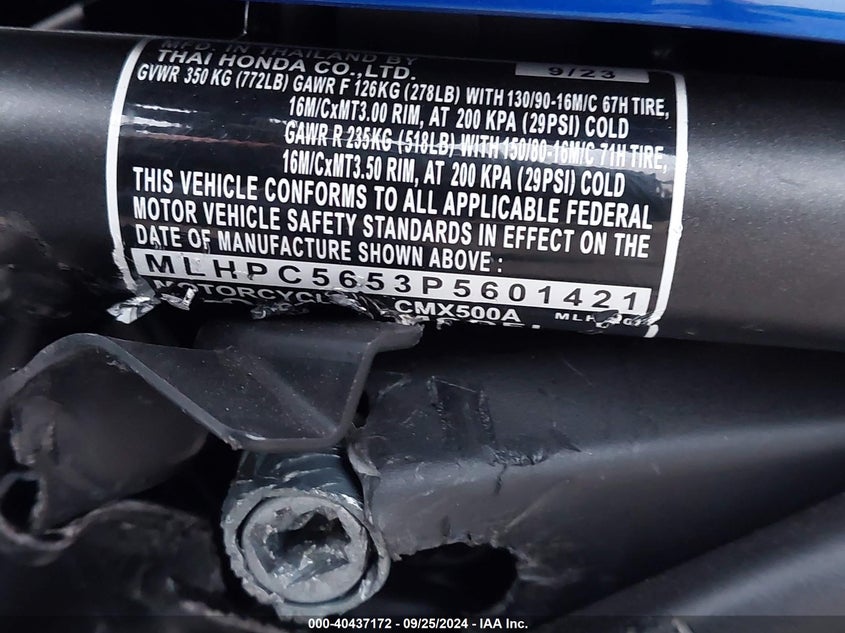 MFD. IN THAILAND BY
THAI HONDA CO.,LTD. 9/23
GVWR 350 KG (772LB) GAWR F 126KG (278LB) WITH 130/90-16M/C 67H TIRE,
16M/CxMT3.00 RIM, AT 200 KPA (29PSI) COLD
GAWR R 235KG (518LB) WITH 150/80-16M/C 71H TIRE,
16M/CxMT3.50 RIM, AT 200 KPA (29PSI) COLD
THIS VEHICLE CONFORMS TO ALL APPLICABLE FEDERAL
MOTOR VEHICLE SAFETY STANDARDS IN EFFECT ON THE
DATE OF MANUFACTURE SHOWN ABOVE :
MLHPC5653P5601421
MOTORCYCLE CMX500A
000-40437172 - 09/25/2024 - IAA Inc.